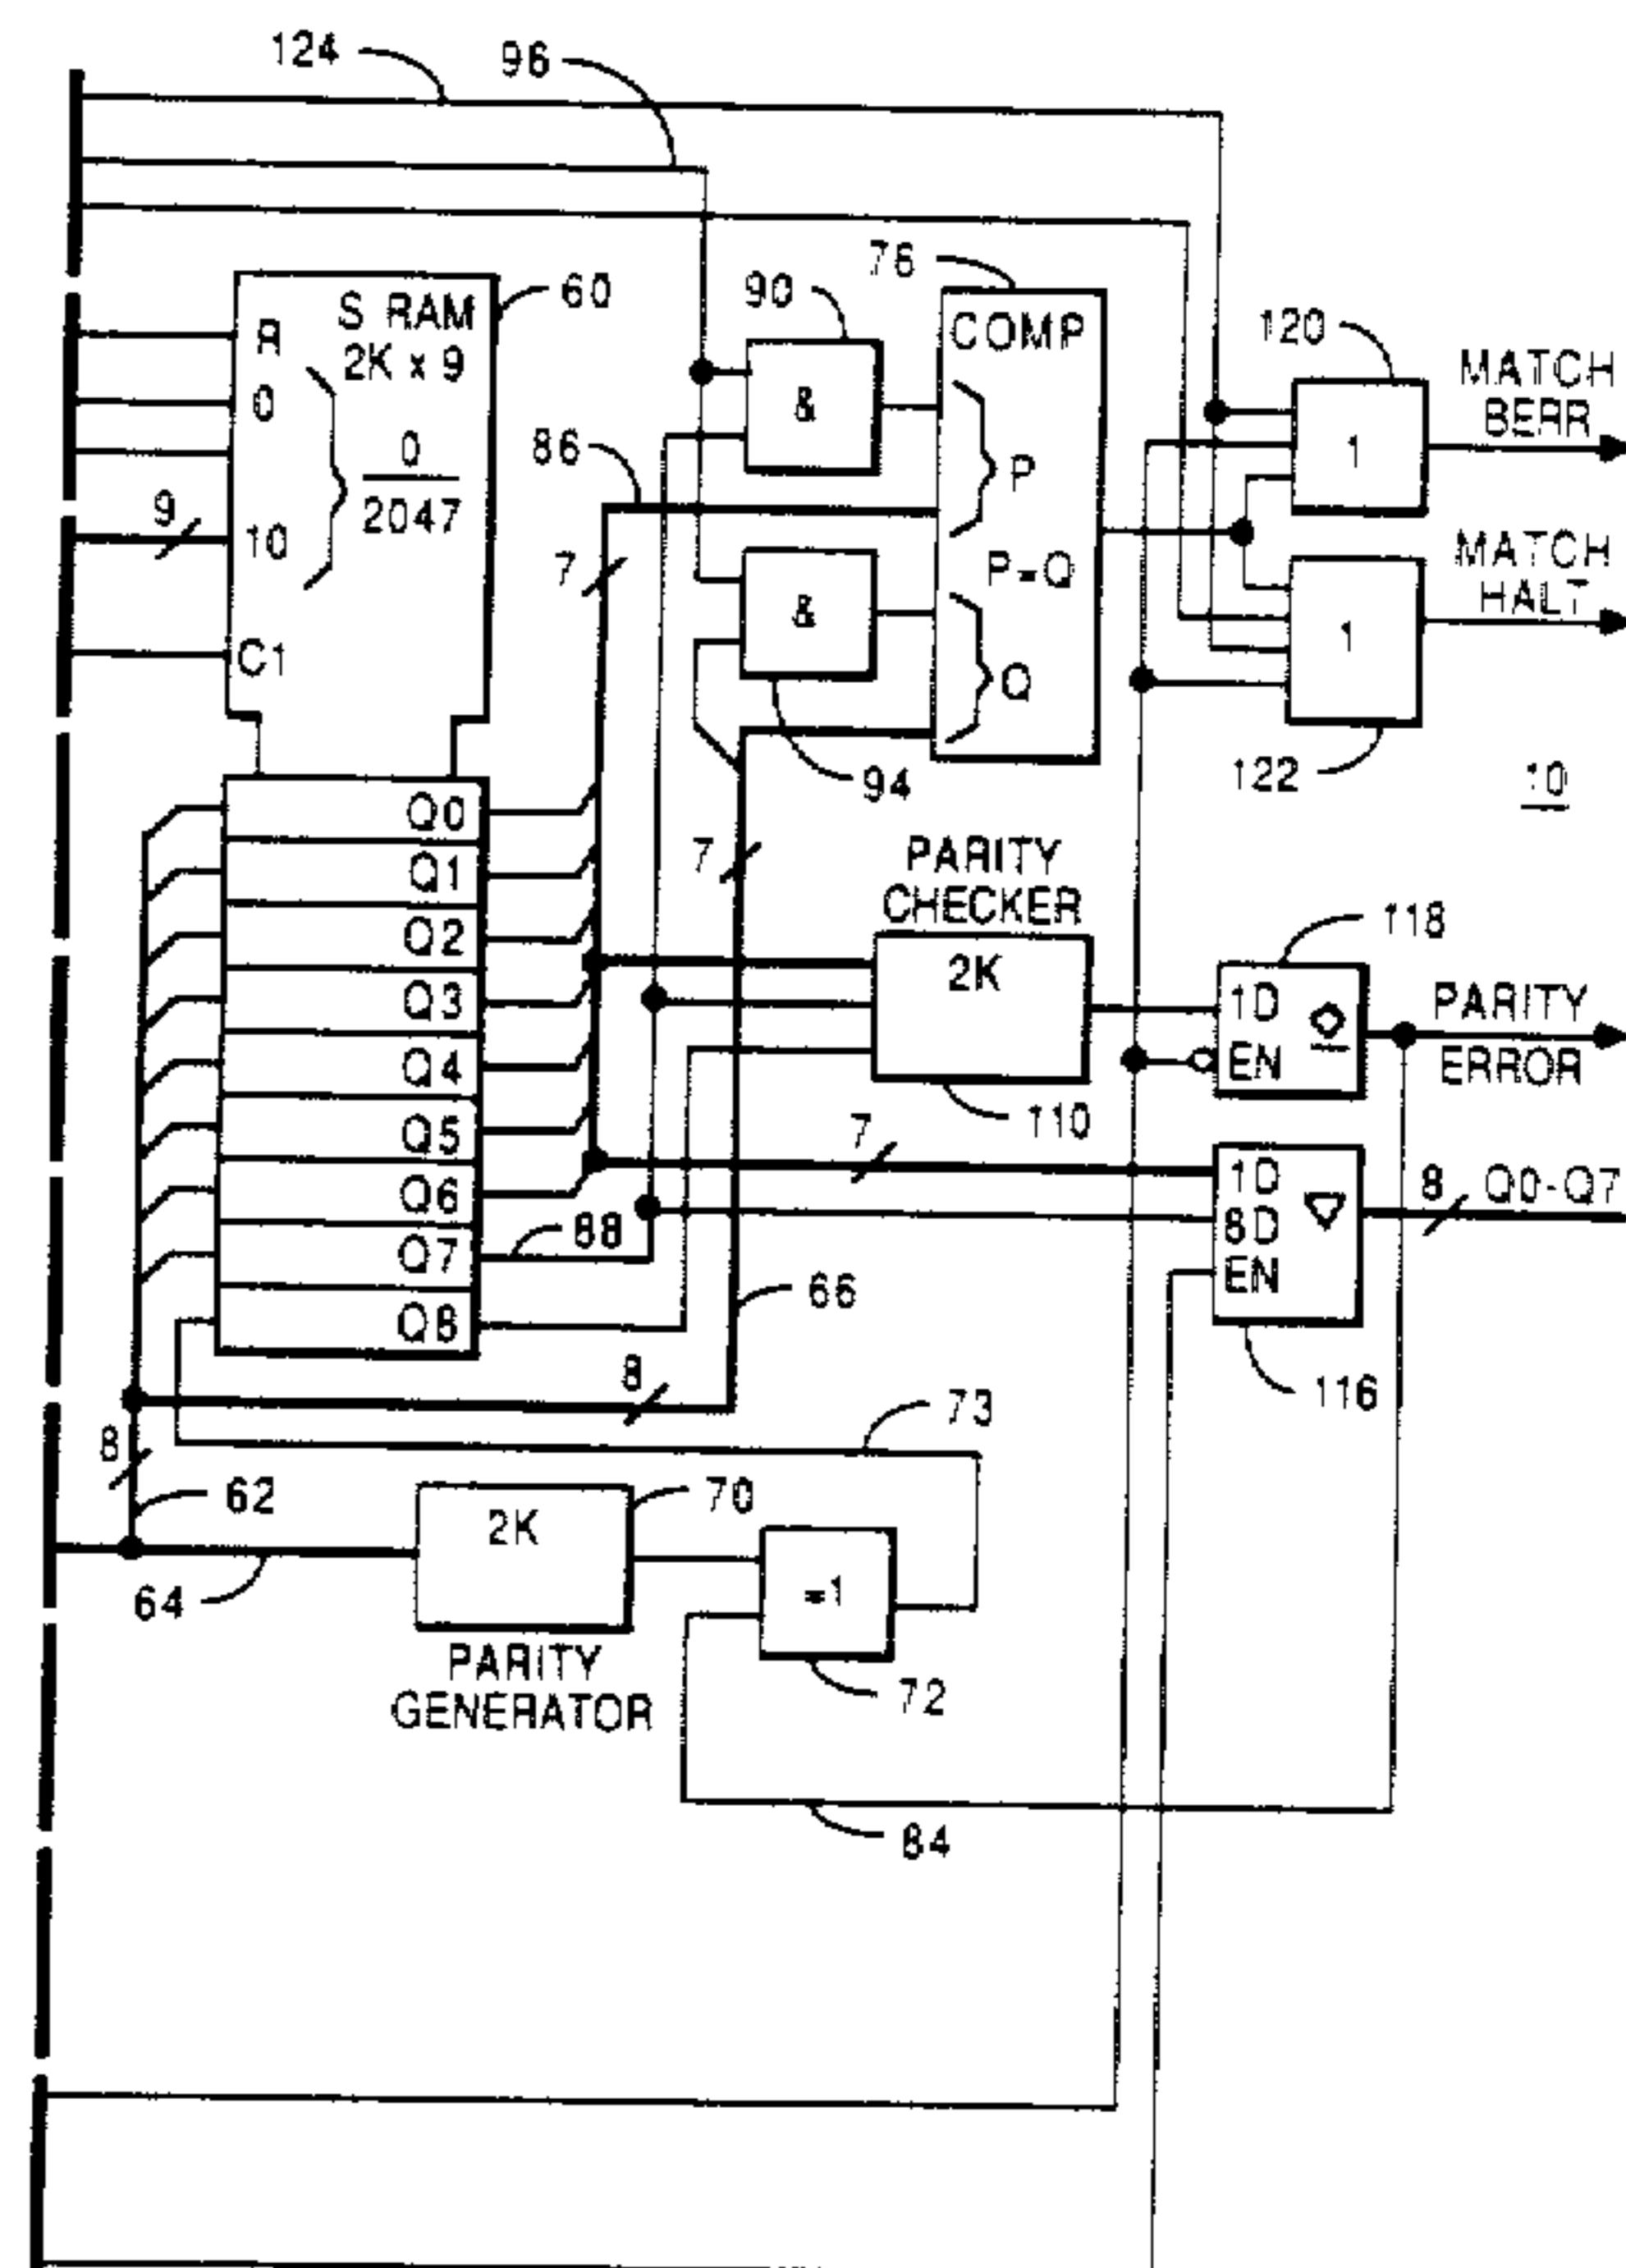 124
96
76
S RAM
2K x 9
60
90
COMP
120
MATCH
BERR
R
0
&
1
0
2047
86
P
9
10
7
P=Q
MATCH
HALT
&
1
C1
Q
94
122
10
Q0
7
PARITY
CHECKER
Q1
Q2
118
2K
1D
PARITY
ERROR
Q3
EN
Q4
110
Q5
7
1D
8
Q0-Q7
Q6
8D
88
Q7
EN
66
Q8
116
8
73
8
62
70
2K
=1
64
PARITY
GENERATOR
72
84